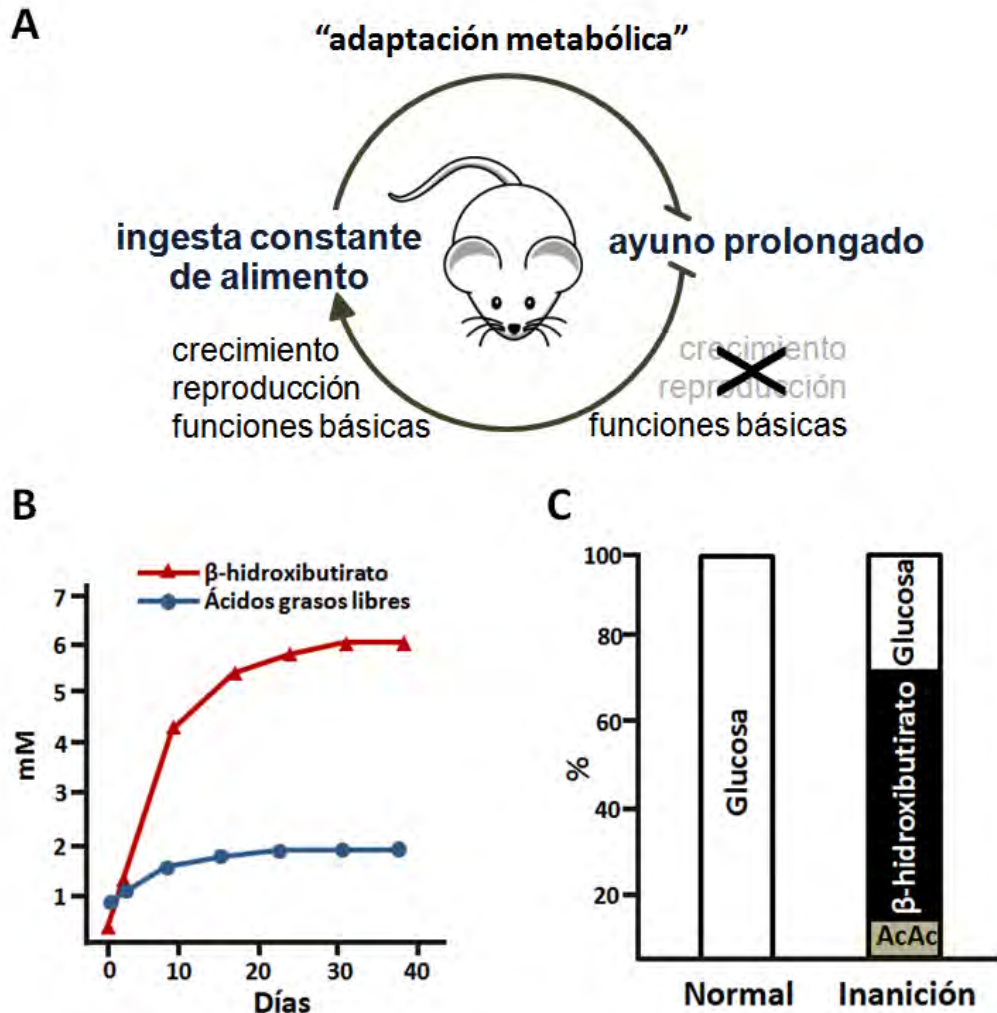 A
“adaptación metabólica”
ingesta constante
de alimento
ayuno prolongado
crecimiento
reproducción
funciones básicas
crecimiento
reproducción
funciones básicas
B
β-hidroxibutirato
Ácidos grasos libres
7
6
5
4
3
2
1
mM
0 10 20 30 40
Días
C
100
80
60
40
20
%
Glucosa
Glucosa
β-hidroxibutirato
AcAc
Normal Inanición